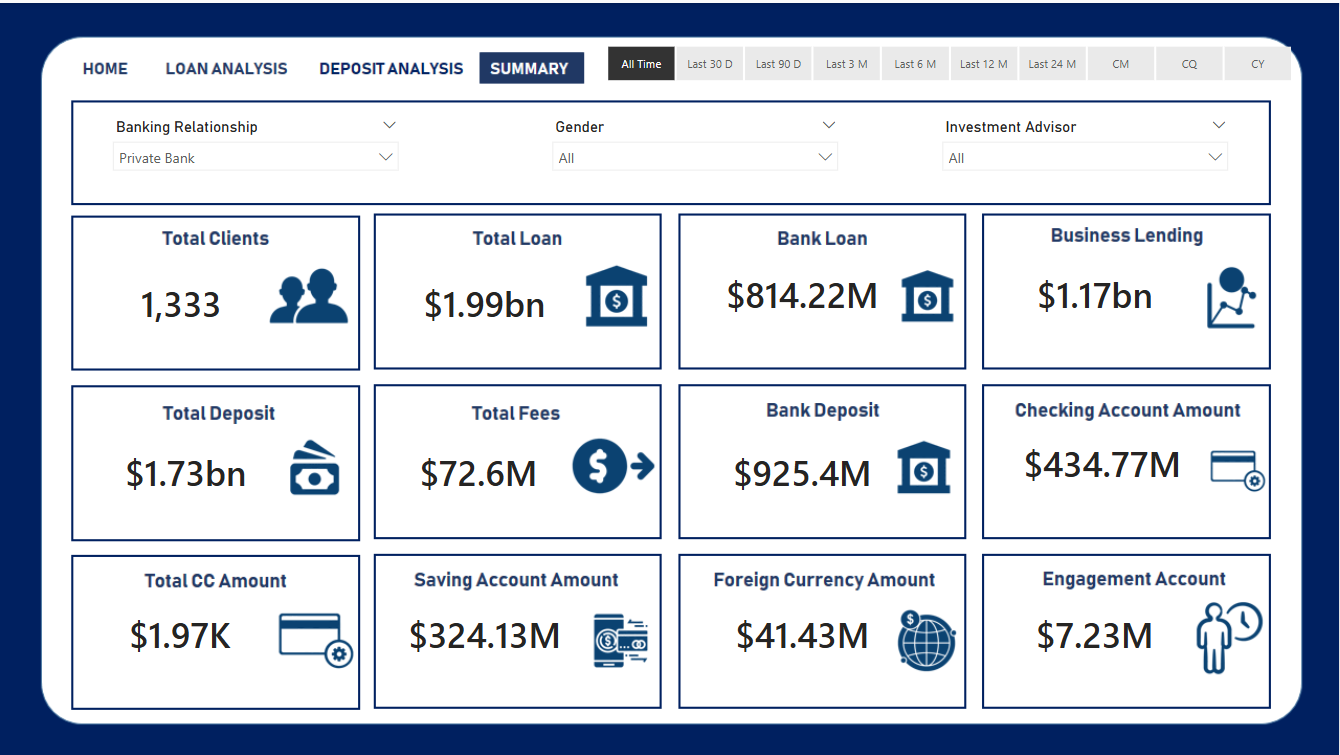 HOME LOAN ANALYSIS DEPOSIT ANALYSIS SUMMARY All Time Last 30 D Last 90 D Last 3 M Last 6 M Last 12 M Last 24 M CM CQ CY
Banking Relationship Gender Investment Advisor
Private Bank All All
Total Clients Total Loan Bank Loan Business Lending
1,333 $1.99bn $814.22M $1.17bn
Total Deposit Total Fees Bank Deposit Checking Account Amount
$1.73bn $72.6M $925.4M $434.77M
Total CC Amount Saving Account Amount Foreign Currency Amount Engagement Account
$1.97K $324.13M $41.43M $7.23M